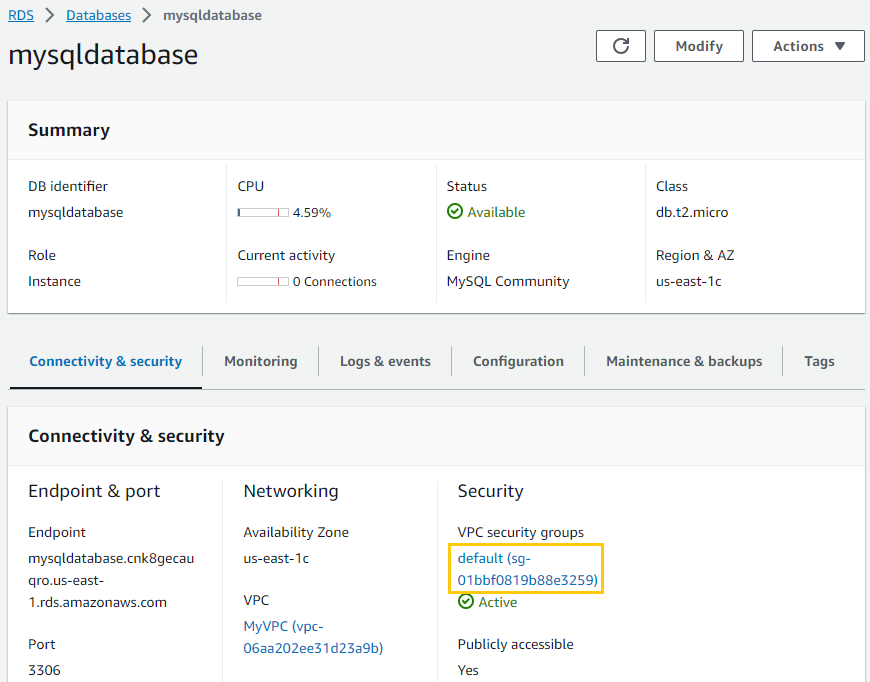 RDS > Databases > mysqldatabase
mysqldatabase
Modify
Actions
Summary
DB identifier
mysqldatabase
CPU
4.59%
Status
Available
Class
db.t2.micro
Role
Instance
Current activity
0 Connections
Engine
MySQL Community
Region & AZ
us-east-1c
Connectivity & security
Monitoring
Logs & events
Configuration
Maintenance & backups
Tags
Connectivity & security
Endpoint & port
Endpoint
mysqldatabase.cnk8gecau
qro.us-east-
1.rds.amazonaws.com
Port
3306
Networking
Availability Zone
us-east-1c
VPC
MyVPC (vpc-
06aa202ee31d23a9b)
Security
VPC security groups
default (sg-
01bbf0819b88e3259)
Active
Publicly accessible
Yes